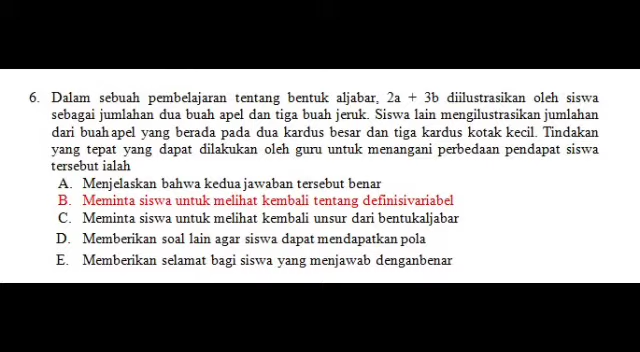 6. Dalam sebuah pembelajaran tentang bentuk aljabar, 2a + 3b diilustrasikan oleh siswa
sebagai jumlahan dua buah apel dan tiga buah jeruk. Siswa lain mengilustrasikan jumlahan
dari buah apel yang berada pada dua kardus besar dan tiga kardus kotak kecil. Tindakan
yang tepat yang dapat dilakukan oleh guru untuk menangani perbedaan pendapat siswa
tersebut ialah
A. Menjelaskan bahwa kedua jawaban tersebut benar
B. Meminta siswa untuk melihat kembali tentang definisivariabel
C. Meminta siswa untuk melihat kembali unsur dari bentukaljabar
D. Memberikan soal lain agar siswa dapat mendapatkan pola
E. Memberikan selamat bagi siswa yang menjawab denganbenar